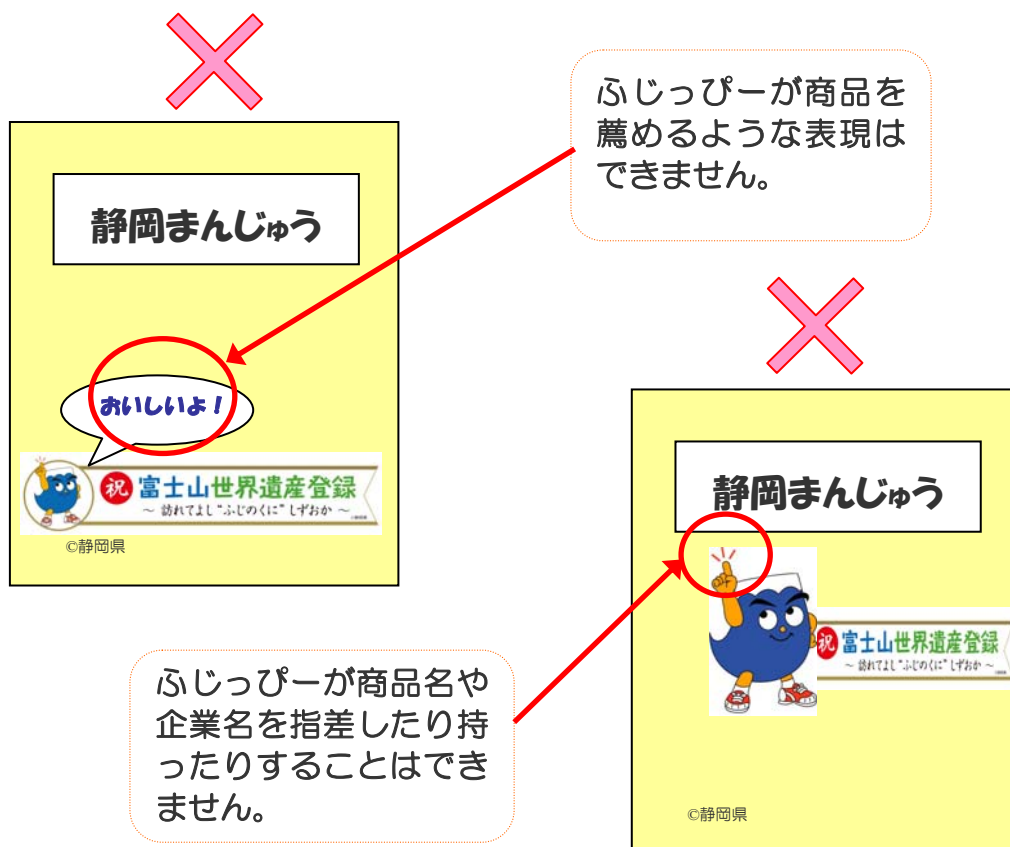 ふじっぴーが商品を
薦めるような表現は
できません。
静岡まんじゅう
おいしいよ！
祝 富士山世界遺産登録
～ 訪れてよし“ふじのくに”しずおか ～
©静岡県
静岡まんじゅう
祝 富士山世界遺産登録
～ 訪れてよし“ふじのくに”しずおか ～
©静岡県
ふじっぴーが商品名や
企業名を指差したり持
ったりすることはでき
ません。